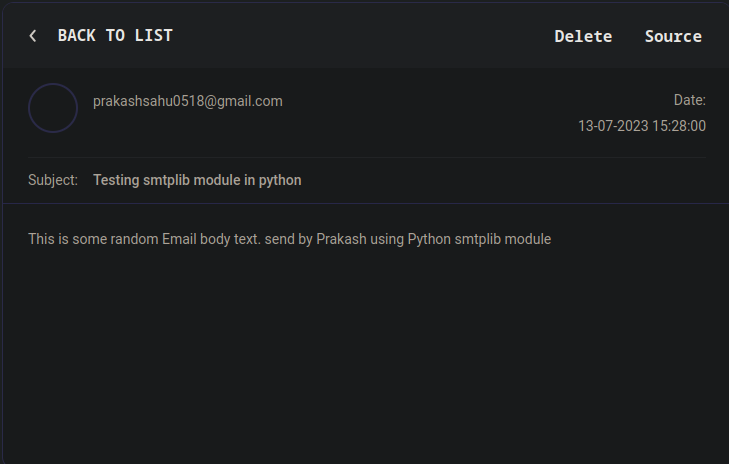 BACK TO LIST Delete Source
prakashsahu0518@gmail.com
Date:
13-07-2023 15:28:00
Subject: Testing smtplib module in python
This is some random Email body text. send by Prakash using Python smtplib module